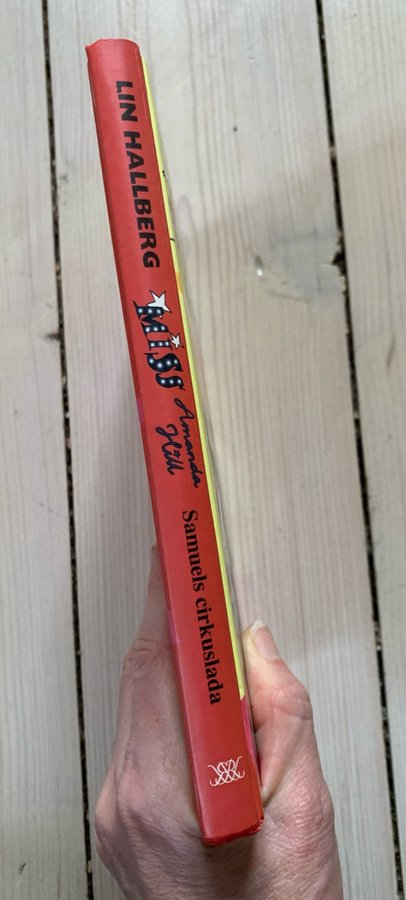 LIN HALLBERG
MISS
Amanda
Hill
Samuels cirkuslada